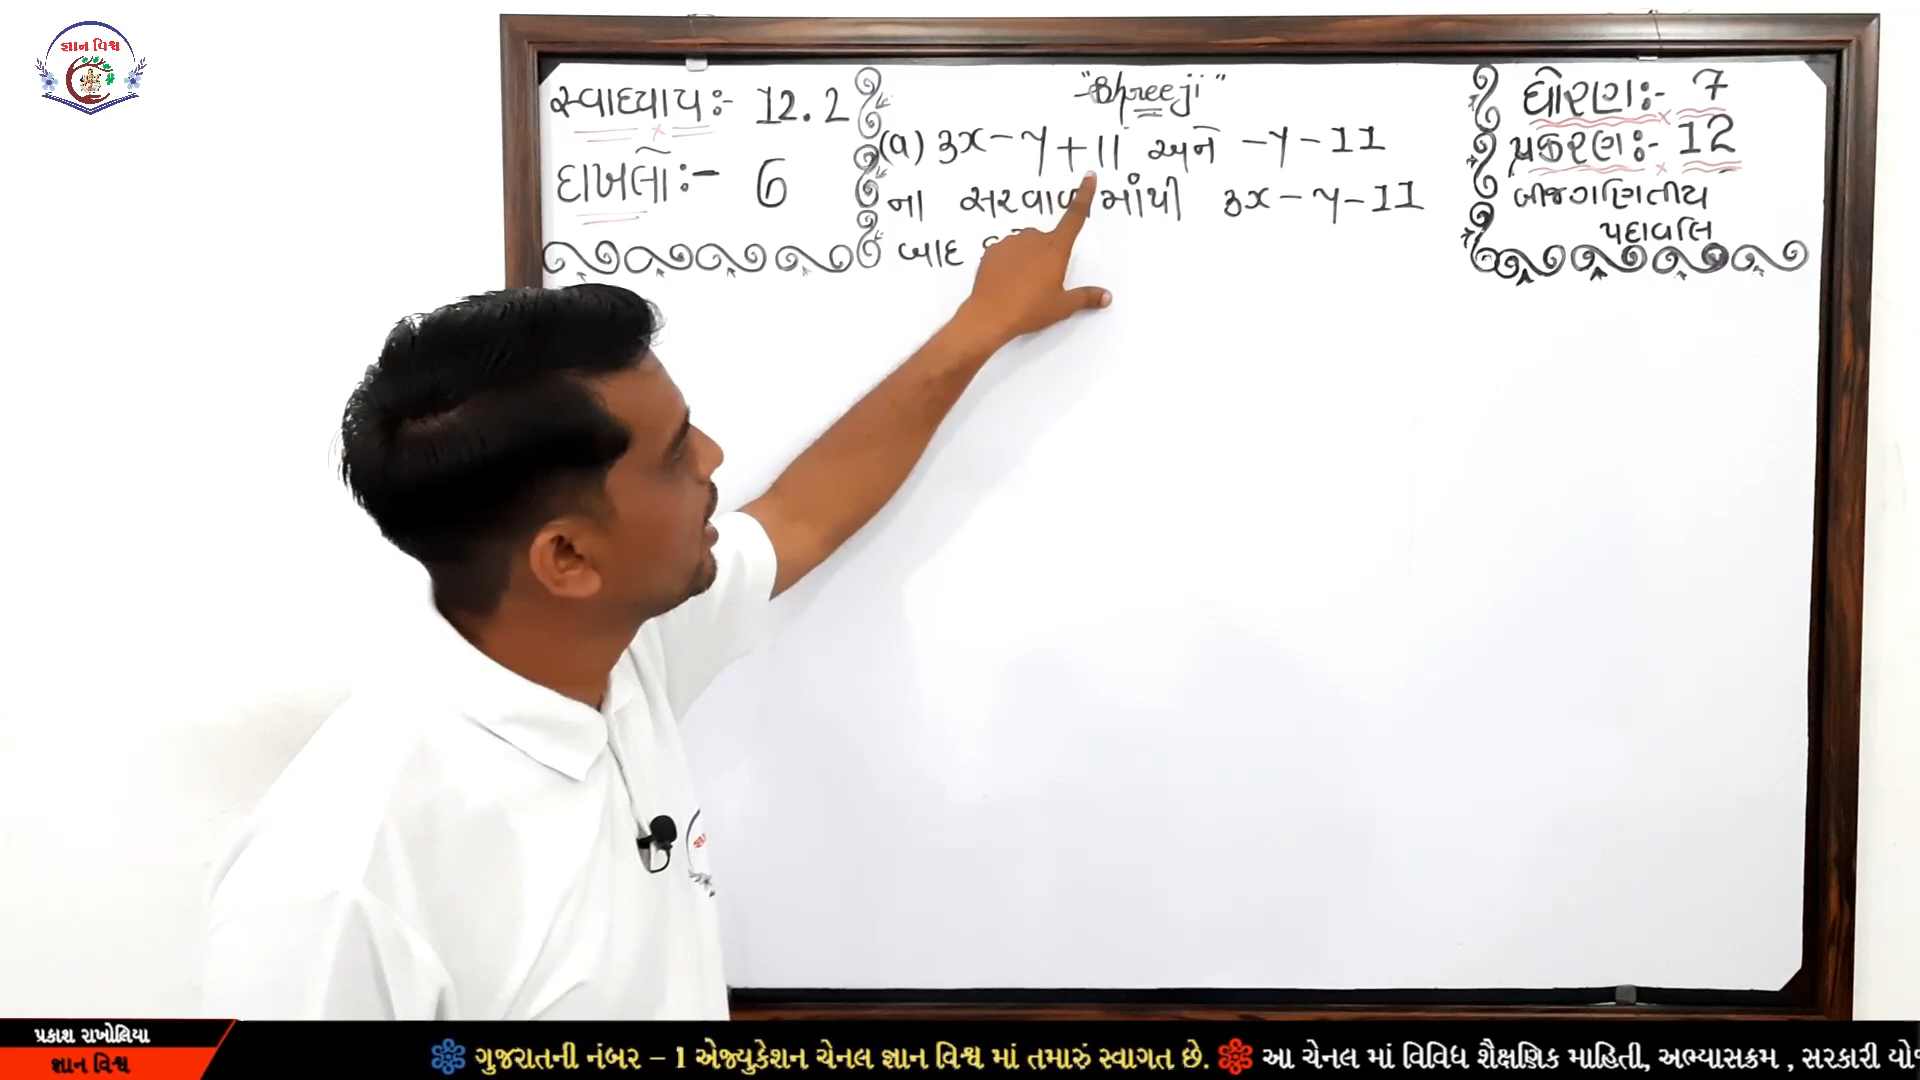 જ્ઞાન વિશ્વ
સ્વાધ્યાય:- 12.2
દાખલો:- 6
"Shreeji"
(a) 3x - y + 11 અને -y - 11
ના સરવાળામાંથી 3x - y - 11
બાદ
ધોરણ:- 7
પ્રકરણ:- 12
બીજગણિતીય
પદાવલિ
પ્રકાશ રાખોલિયા
જ્ઞાન વિશ્વ
ગુજરાતની નંબર – 1 એજ્યુકેશન ચેનલ જ્ઞાન વિશ્વ માં તમારું સ્વાગત છે. આ ચેનલ માં વિવિધ શૈક્ષણિક માહિતી, અભ્યાસક્રમ , સરકારી